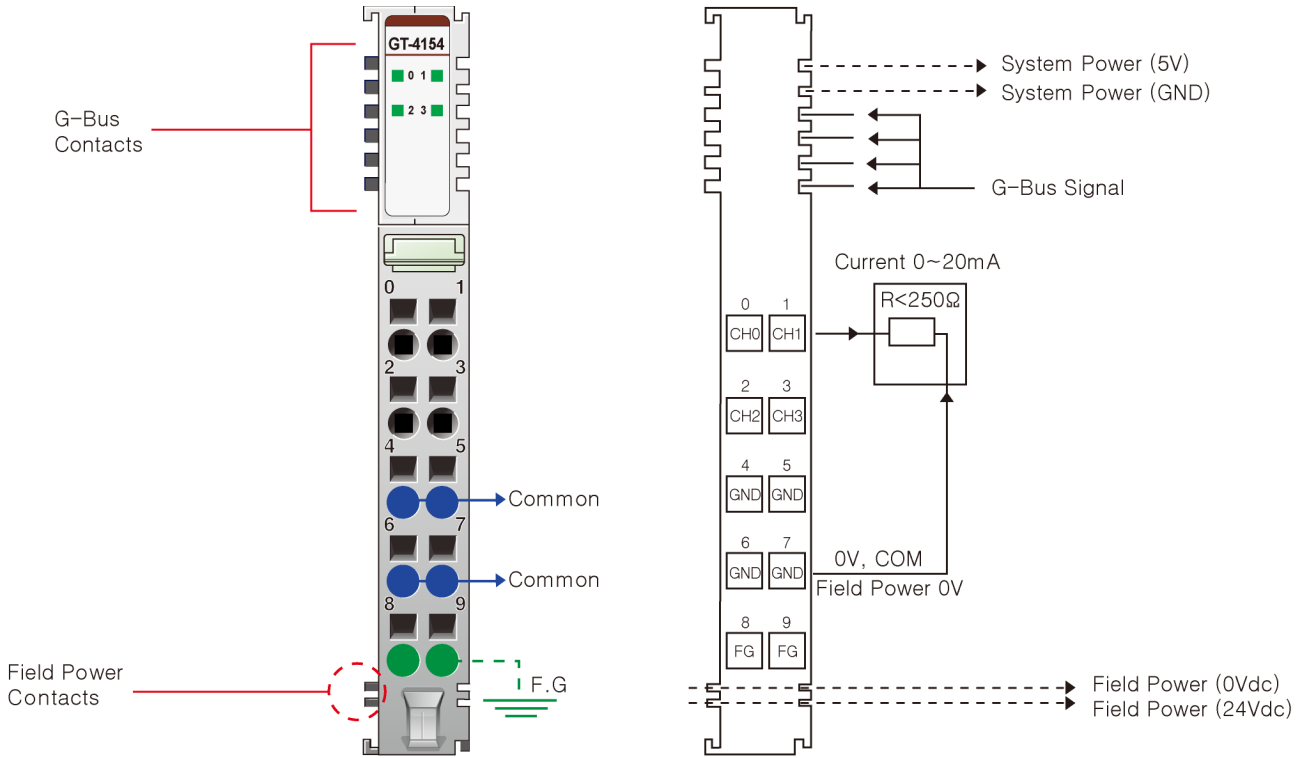 GT-4154
0 1
2 3
G-Bus
Contacts
0 1
2 3
4 5
Common
6 7
Common
8 9
Field Power
Contacts
F.G
System Power (5V)
System Power (GND)
G-Bus Signal
Current 0~20mA
R<250Ω
0 1
CH0 CH1
2 3
CH2 CH3
4 5
GND GND
6 7
GND GND
0V, COM
Field Power 0V
8 9
FG FG
Field Power (0Vdc)
Field Power (24Vdc)